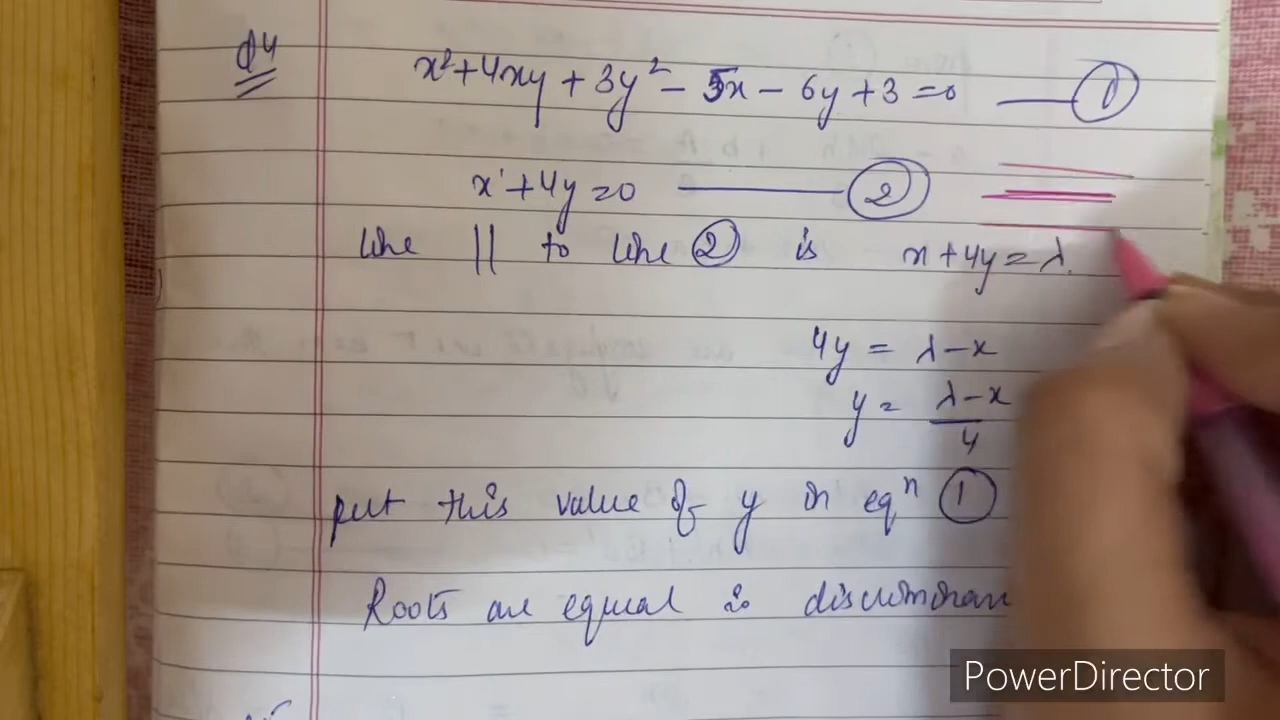 Q4
x²+4xy + 3y² - 5x - 6y + 3 = 0 — ①
x + 4y = 0 — ②
line || to line ② is x + 4y = λ
4y = λ - x
y = λ - x / 4
put this value of y in eqⁿ ①
Roots are equal so
PowerDirector